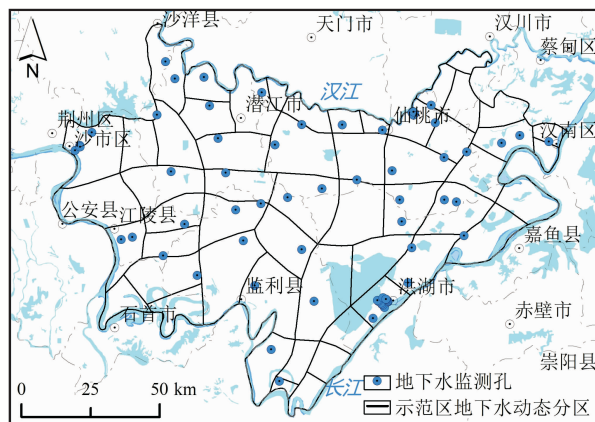 沙洋县
天门市
汉川市
蔡甸区
N
汉江
潜江市
仙桃市
荆州区
沙市区
汉南区
公安县
江陵县
嘉鱼县
监利县
洪湖市
石首市
赤壁市
崇阳县
长江
地下水监测孔
示范区地下水动态分区
0 25 50 km